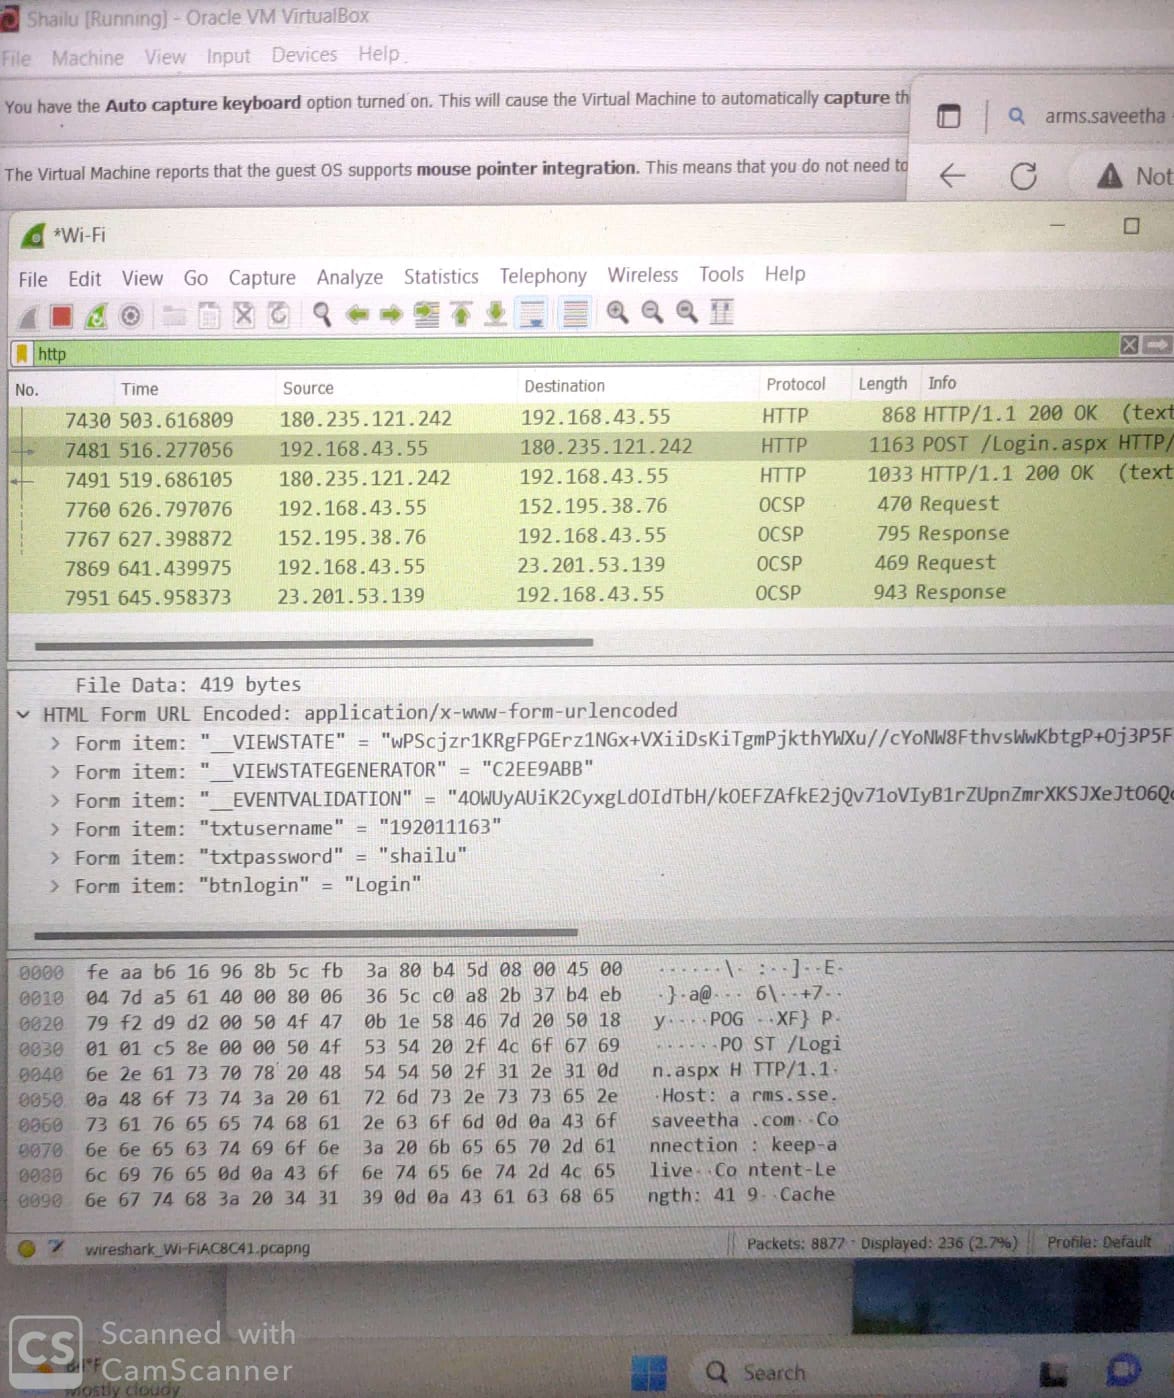 Shailu [Running] - Oracle VM VirtualBox
File Machine View Input Devices Help
You have the Auto capture keyboard option turned on. This will cause the Virtual Machine to automatically capture th
arms.saveetha
The Virtual Machine reports that the guest OS supports mouse pointer integration. This means that you do not need to
Not
*Wi-Fi
File Edit View Go Capture Analyze Statistics Telephony Wireless Tools Help
http
No. Time Source Destination Protocol Length Info
7430 503.616809 180.235.121.242 192.168.43.55 HTTP 868 HTTP/1.1 200 OK (text
7481 516.277056 192.168.43.55 180.235.121.242 HTTP 1163 POST /Login.aspx HTTP/
7491 519.686105 180.235.121.242 192.168.43.55 HTTP 1033 HTTP/1.1 200 OK (text
7760 626.797076 192.168.43.55 152.195.38.76 OCSP 470 Request
7767 627.398872 152.195.38.76 192.168.43.55 OCSP 795 Response
7869 641.439975 192.168.43.55 23.201.53.139 OCSP 469 Request
7951 645.958373 23.201.53.139 192.168.43.55 OCSP 943 Response
File Data: 419 bytes
HTML Form URL Encoded: application/x-www-form-urlencoded
Form item: "__VIEWSTATE" = "wPScjzr1KRgFPGErz1NGx+VXiiDsKiTgmPjkthYWXu//cYoNW8FthvsWwKbtgP+Oj3P5F
Form item: "__VIEWSTATEGENERATOR" = "C2EE9ABB"
Form item: "__EVENTVALIDATION" = "4OWUyAUiK2CyxgLdOIdTbH/kOEFZAfkE2jQv71oVIyB1rZUpnZmrXKSJXeJtO6Q
Form item: "txtusername" = "192011163"
Form item: "txtpassword" = "shailu"
Form item: "btnlogin" = "Login"
0000 fe aa b6 16 96 8b 5c fb 3a 80 b4 5d 08 00 45 00 ······\· :··]··E·
0010 04 7d a5 61 40 00 80 06 36 5c c0 a8 2b 37 b4 eb ·}·a@··· 6\··+7··
0020 79 f2 d9 d2 00 50 4f 47 0b 1e 58 46 7d 20 50 18 y····POG ··XF} P·
0030 01 01 c5 8e 00 00 50 4f 53 54 20 2f 4c 6f 67 69 ······PO ST /Logi
0040 6e 2e 61 73 70 78 20 48 54 54 50 2f 31 2e 31 0d n.aspx H TTP/1.1·
0050 0a 48 6f 73 74 3a 20 61 72 6d 73 2e 73 73 65 2e ·Host: a rms.sse.
0060 73 61 76 65 65 74 68 61 2e 63 6f 6d 0d 0a 43 6f saveetha .com··Co
0070 6e 6e 65 63 74 69 6f 6e 3a 20 6b 65 65 70 2d 61 nnection : keep-a
0080 6c 69 76 65 0d 0a 43 6f 6e 74 65 6e 74 2d 4c 65 live··Co ntent-Le
0090 6e 67 74 68 3a 20 34 31 39 0d 0a 43 61 63 68 65 ngth: 41 9··Cache
wireshark_Wi-FiAC8C41.pcapng Packets: 8877 · Displayed: 236 (2.7%) Profile: Default
CS Scanned with CamScanner
Mostly cloudy
Search